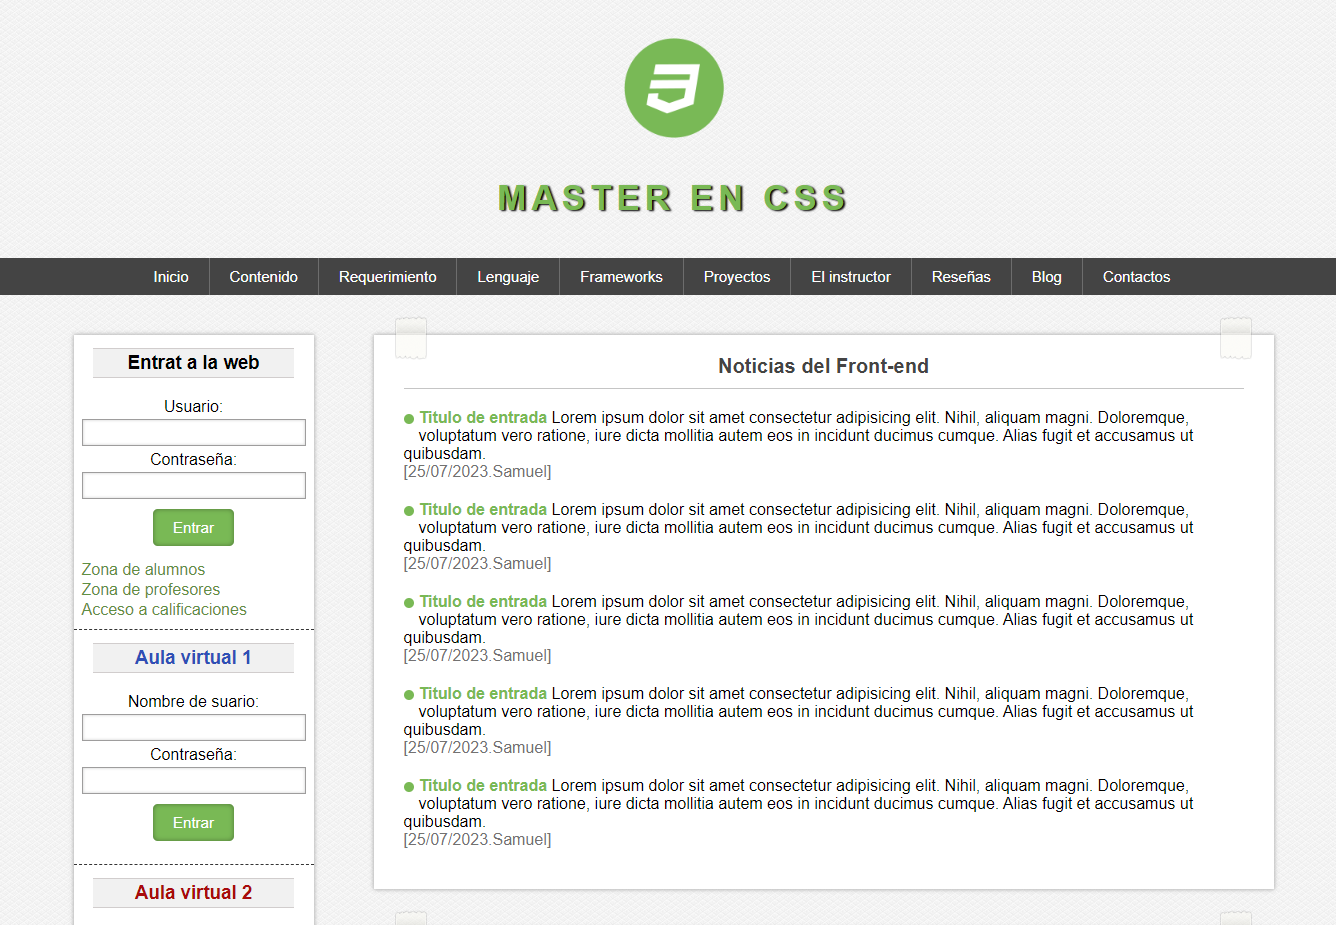 MASTER EN CSS
Inicio Contenido Requerimiento Lenguaje Frameworks Proyectos El instructor Reseñas Blog Contactos
Entrat a la web
Usuario:
Contraseña:
Entrar
Zona de alumnos
Zona de profesores
Acceso a calificaciones
Aula virtual 1
Nombre de suario:
Contraseña:
Entrar
Aula virtual 2
Noticias del Front-end
Titulo de entrada Lorem ipsum dolor sit amet consectetur adipisicing elit. Nihil, aliquam magni. Doloremque,
voluptatum vero ratione, iure dicta mollitia autem eos in incidunt ducimus cumque. Alias fugit et accusamus ut
quibusdam.
[25/07/2023.Samuel]
Titulo de entrada Lorem ipsum dolor sit amet consectetur adipisicing elit. Nihil, aliquam magni. Doloremque,
voluptatum vero ratione, iure dicta mollitia autem eos in incidunt ducimus cumque. Alias fugit et accusamus ut
quibusdam.
[25/07/2023.Samuel]
Titulo de entrada Lorem ipsum dolor sit amet consectetur adipisicing elit. Nihil, aliquam magni. Doloremque,
voluptatum vero ratione, iure dicta mollitia autem eos in incidunt ducimus cumque. Alias fugit et accusamus ut
quibusdam.
[25/07/2023.Samuel]
Titulo de entrada Lorem ipsum dolor sit amet consectetur adipisicing elit. Nihil, aliquam magni. Doloremque,
voluptatum vero ratione, iure dicta mollitia autem eos in incidunt ducimus cumque. Alias fugit et accusamus ut
quibusdam.
[25/07/2023.Samuel]
Titulo de entrada Lorem ipsum dolor sit amet consectetur adipisicing elit. Nihil, aliquam magni. Doloremque,
voluptatum vero ratione, iure dicta mollitia autem eos in incidunt ducimus cumque. Alias fugit et accusamus ut
quibusdam.
[25/07/2023.Samuel]